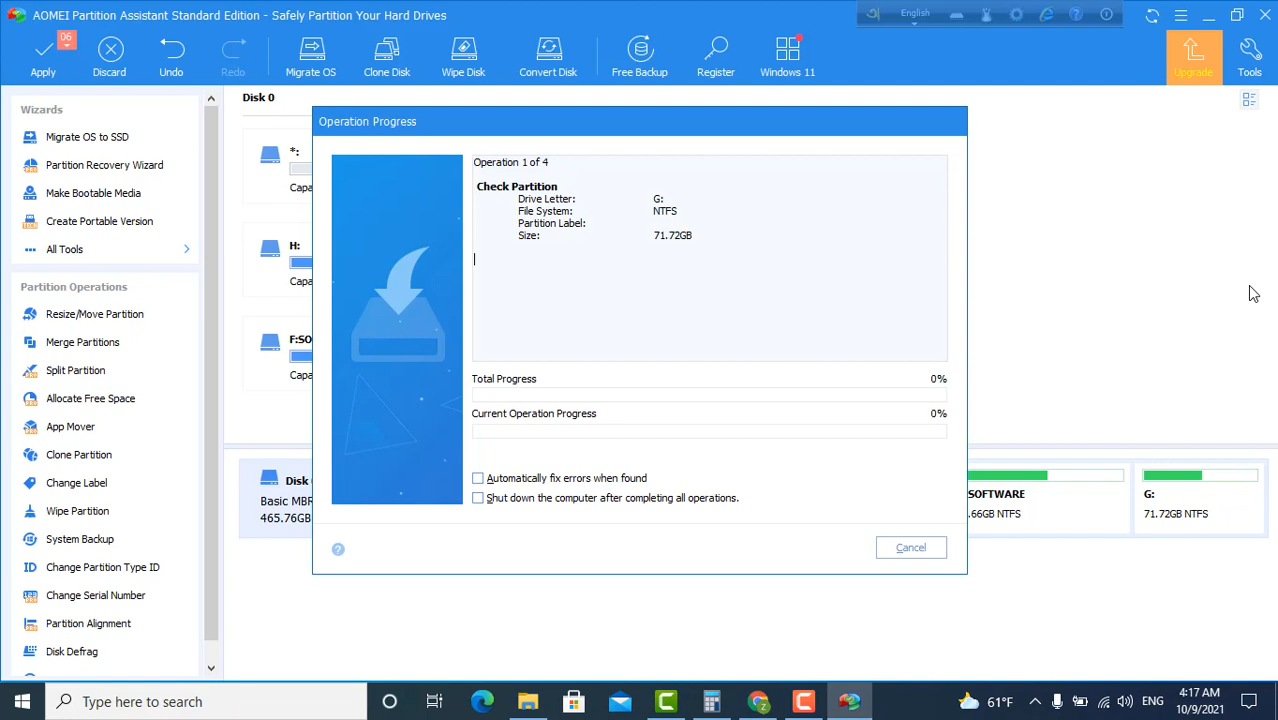 AOMEI Partition Assistant Standard Edition - Safely Partition Your Hard Drives
English
06
Apply
Discard
Undo
Redo
Migrate OS
Clone Disk
Wipe Disk
Convert Disk
Free Backup
Register
Windows 11
Upgrade
Tools
Wizards
Migrate OS to SSD
Partition Recovery Wizard
Make Bootable Media
Create Portable Version
All Tools
Partition Operations
Resize/Move Partition
Merge Partitions
Split Partition
Allocate Free Space
App Mover
Clone Partition
Change Label
Wipe Partition
System Backup
Change Partition Type ID
Change Serial Number
Partition Alignment
Disk Defrag
Disk 0
*:
Capa
H:
Capa
F:SO
Capa
Operation Progress
Operation 1 of 4
Check Partition
Drive Letter: G:
File System: NTFS
Partition Label:
Size: 71.72GB
Total Progress 0%
Current Operation Progress 0%
Automatically fix errors when found
Shut down the computer after completing all operations.
Cancel
Disk
Basic MBR
465.76GB
SOFTWARE
.66GB NTFS
G:
71.72GB NTFS
Type here to search
61°F
ENG
4:17 AM
10/9/2021